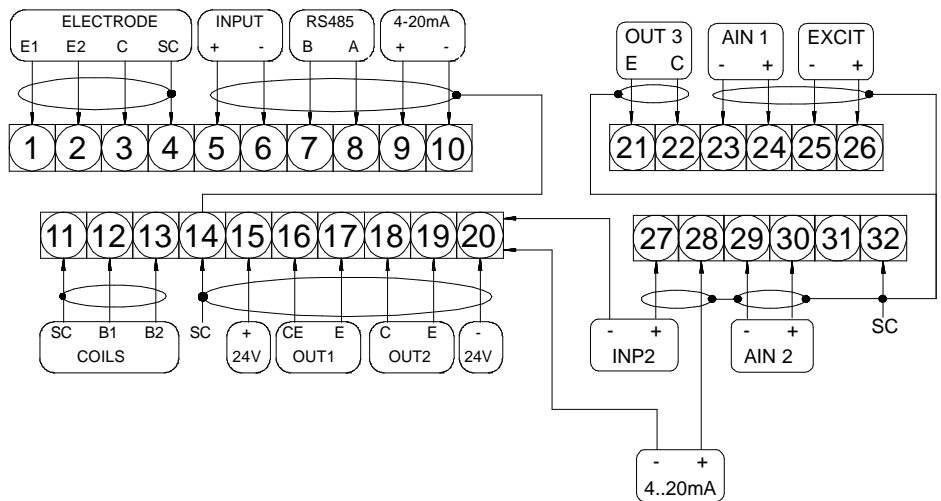 ELECTRODE INPUT RS485 4-20mA
E1 E2 C SC + - B A + -
1 2 3 4 5 6 7 8 9 10
OUT 3 AIN 1 EXCIT
E C - + - +
21 22 23 24 25 26
11 12 13 14 15 16 17 18 19 20
SC B1 B2 SC + CE E C E -
COILS 24V OUT1 OUT2 24V
27 28 29 30 31 32
- + - + SC
INP2 AIN 2
- +
4..20mA